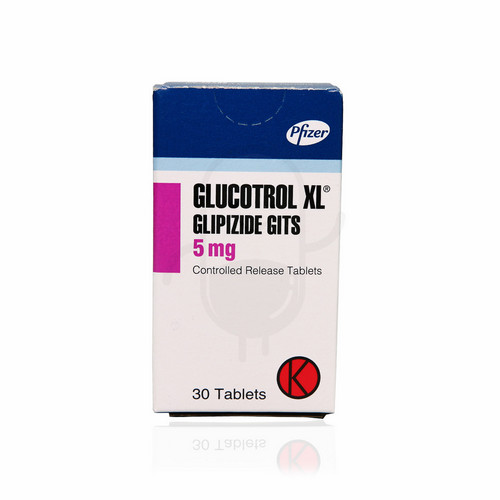 Pfizer
GLUCOTROL XL®
GLIPIZIDE GITS
5 mg
Controlled Release Tablets
30 Tablets
K